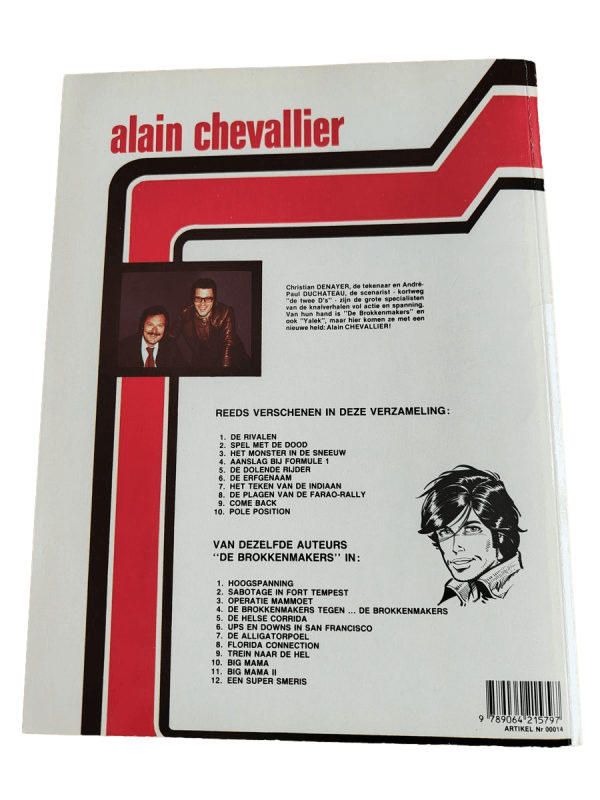 alain chevallier
Christian DENAYER, de tekenaar en André-
Paul DUCHATEAU, de scenarist - kortweg
"de twee D's" - zijn de grote specialisten
van de knalverhalen vol actie en spanning.
Van hun hand is "De Brokkenmakers" en
ook "Yalek", maar hier komen ze met een
nieuwe held: Alain CHEVALLIER!
REEDS VERSCHENEN IN DEZE VERZAMELING:
1. DE RIVALEN
2. SPEL MET DE DOOD
3. HET MONSTER IN DE SNEEUW
4. AANSLAG BIJ FORMULE 1
5. DE DOLENDE RIJDER
6. DE ERFGENAAM
7. HET TEKEN VAN DE INDIAAN
8. DE PLAGEN VAN DE FARAO-RALLY
9. COME BACK
10. POLE POSITION
VAN DEZELFDE AUTEURS
"DE BROKKENMAKERS" IN:
1. HOOGSPANNING
2. SABOTAGE IN FORT TEMPEST
3. OPERATIE MAMMOET
4. DE BROKKENMAKERS TEGEN ... DE BROKKENMAKERS
5. DE HELSE CORRIDA
6. UPS EN DOWNS IN SAN FRANCISCO
7. DE ALLIGATORPOEL
8. FLORIDA CONNECTION
9. TREIN NAAR DE HEL
10. BIG MAMA
11. BIG MAMA II
12. EEN SUPER SMERIS
9 789064 215797
ARTIKEL Nr 00014